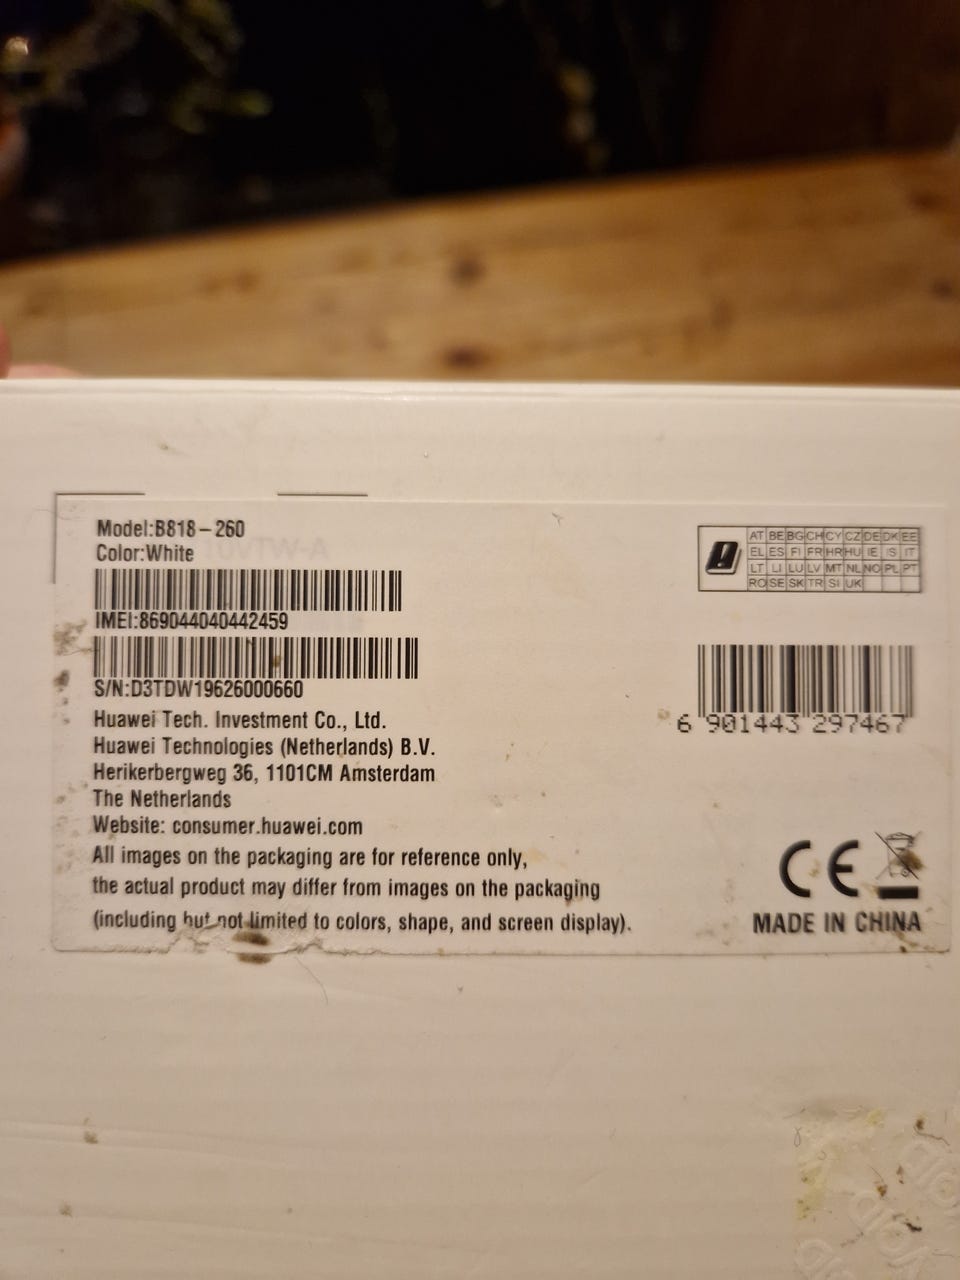 Model:B818-260
Color:White
IMEI:869044040442459
S/N:D3TDW19626000660
Huawei Tech. Investment Co., Ltd.
Huawei Technologies (Netherlands) B.V.
Herikerbergweg 36, 1101CM Amsterdam
The Netherlands
Website: consumer.huawei.com
All images on the packaging are for reference only,
the actual product may differ from images on the packaging
(including but not limited to colors, shape, and screen display).
AT BE BG CH CY CZ DE DK EE
EL ES FI FR HR HU IE IS IT
LT LI LU LV MT NL NO PL PT
RO SE SK TR SI UK
6 901443 297467
CE
MADE IN CHINA